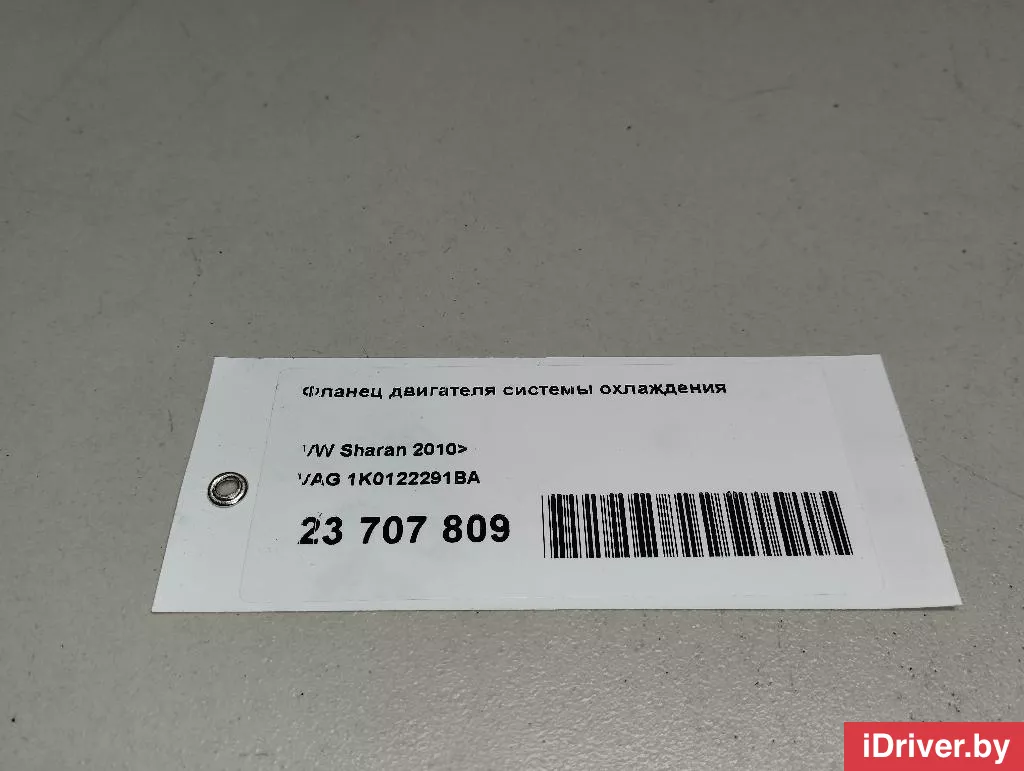 Фланец двигателя системы охлаждения
VW Sharan 2010>
VAG 1K0122291BA
23 707 809
iDriver.by